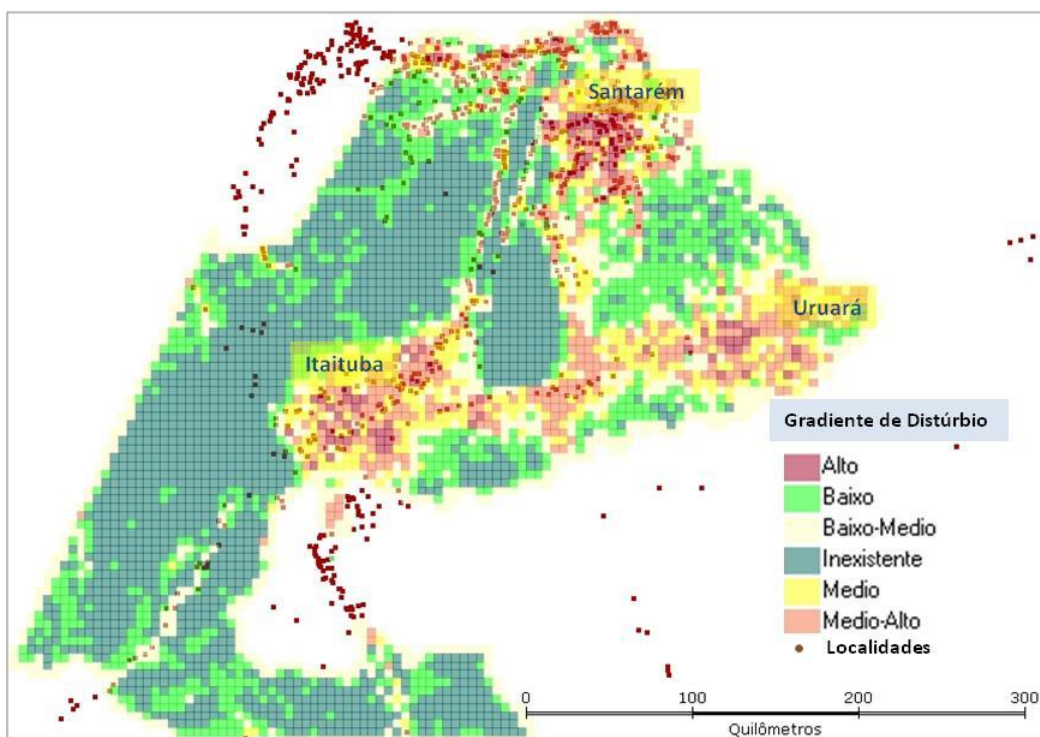 Santarém
Uruará
Itaituba
Gradiente de Distúrbio
Alto
Baixo
Baixo-Medio
Inexistente
Medio
Medio-Alto
Localidades
0 100 200 300
Quilômetros